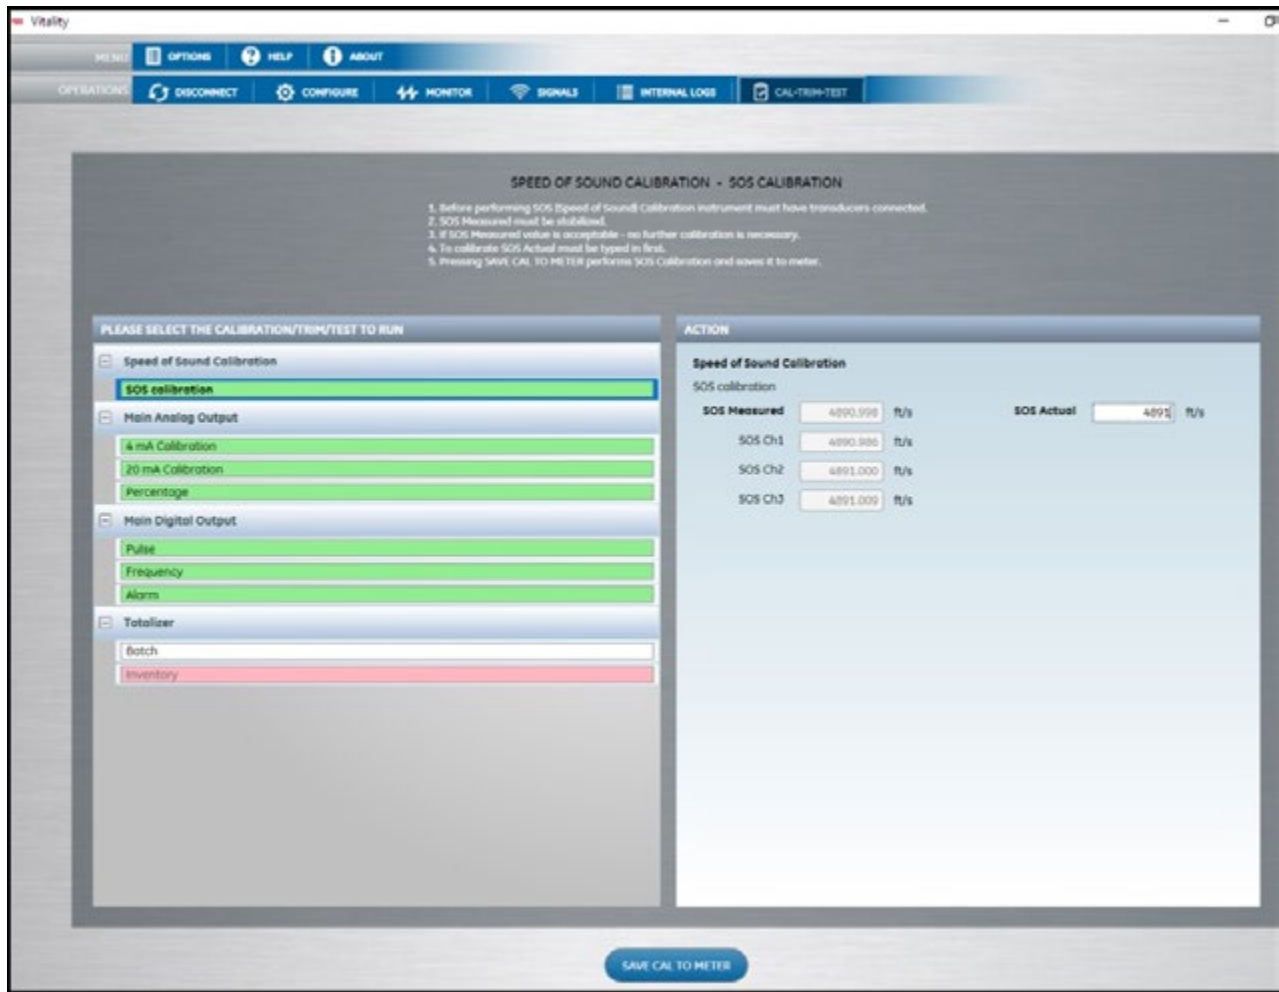 Vitality
MENU OPTIONS HELP ABOUT
OPERATIONS DISCONNECT CONFIGURE MONITOR SIGNALS INTERNAL LOGS CAL-TRIM-TEST
SPEED OF SOUND CALIBRATION - SOS CALIBRATION
1. Before performing SOS (Speed of Sound) Calibration instrument must have transducers connected.
2. SOS Measured must be stabilized.
3. If SOS Measured value is acceptable - no further calibration is necessary.
4. To calibrate SOS Actual must be typed in first.
5. Pressing SAVE CAL TO METER performs SOS Calibration and saves it to meter.
PLEASE SELECT THE CALIBRATION/TRIM/TEST TO RUN
Speed of Sound Calibration
SOS calibration
Main Analog Output
4 mA Calibration
20 mA Calibration
Percentage
Main Digital Output
Pulse
Frequency
Alarm
Totalizer
Batch
Inventory
ACTION
Speed of Sound Calibration
SOS calibration
SOS Measured 4890.998 ft/s SOS Actual 4891 ft/s
SOS Ch1 4890.986 ft/s
SOS Ch2 4891.000 ft/s
SOS Ch3 4891.009 ft/s
SAVE CAL TO METER